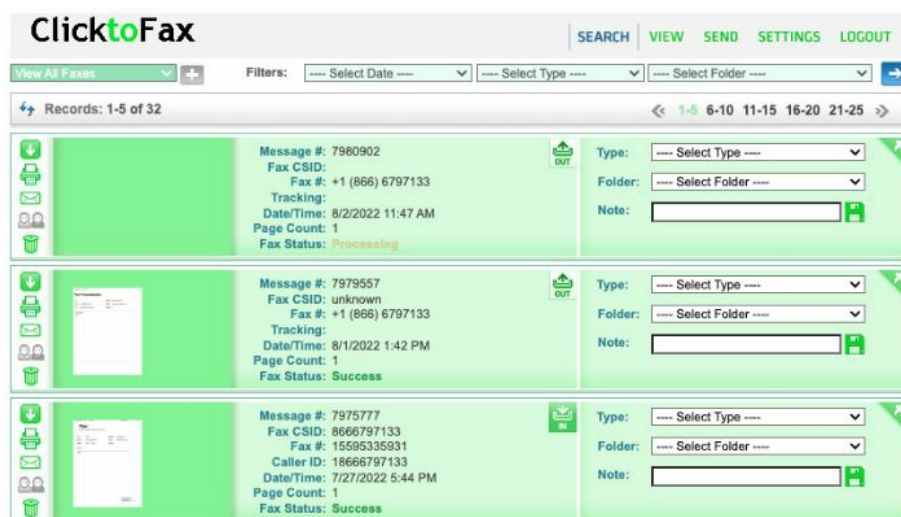 ClicktoFax
SEARCH VIEW SEND SETTINGS LOGOUT
View All Faxes Filters: ---- Select Date ---- ---- Select Type ---- ---- Select Folder ----
Records: 1-5 of 32 1-5 6-10 11-15 16-20 21-25
Message #: 7980902 OUT Type: ---- Select Type ----
Fax CSID:
Fax #: +1 (866) 6797133 Folder: ---- Select Folder ----
Tracking:
Date/Time: 8/2/2022 11:47 AM Note:
Page Count: 1
Fax Status: Processing
Message #: 7979557 OUT Type: ---- Select Type ----
Fax CSID: unknown
Fax #: +1 (866) 6797133 Folder: ---- Select Folder ----
Tracking:
Date/Time: 8/1/2022 1:42 PM Note:
Page Count: 1
Fax Status: Success
Message #: 7975777 IN Type: ---- Select Type ----
Fax CSID: 8666797133
Fax #: 15595335931 Folder: ---- Select Folder ----
Caller ID: 18666797133
Date/Time: 7/27/2022 5:44 PM Note:
Page Count: 1
Fax Status: Success
Fax